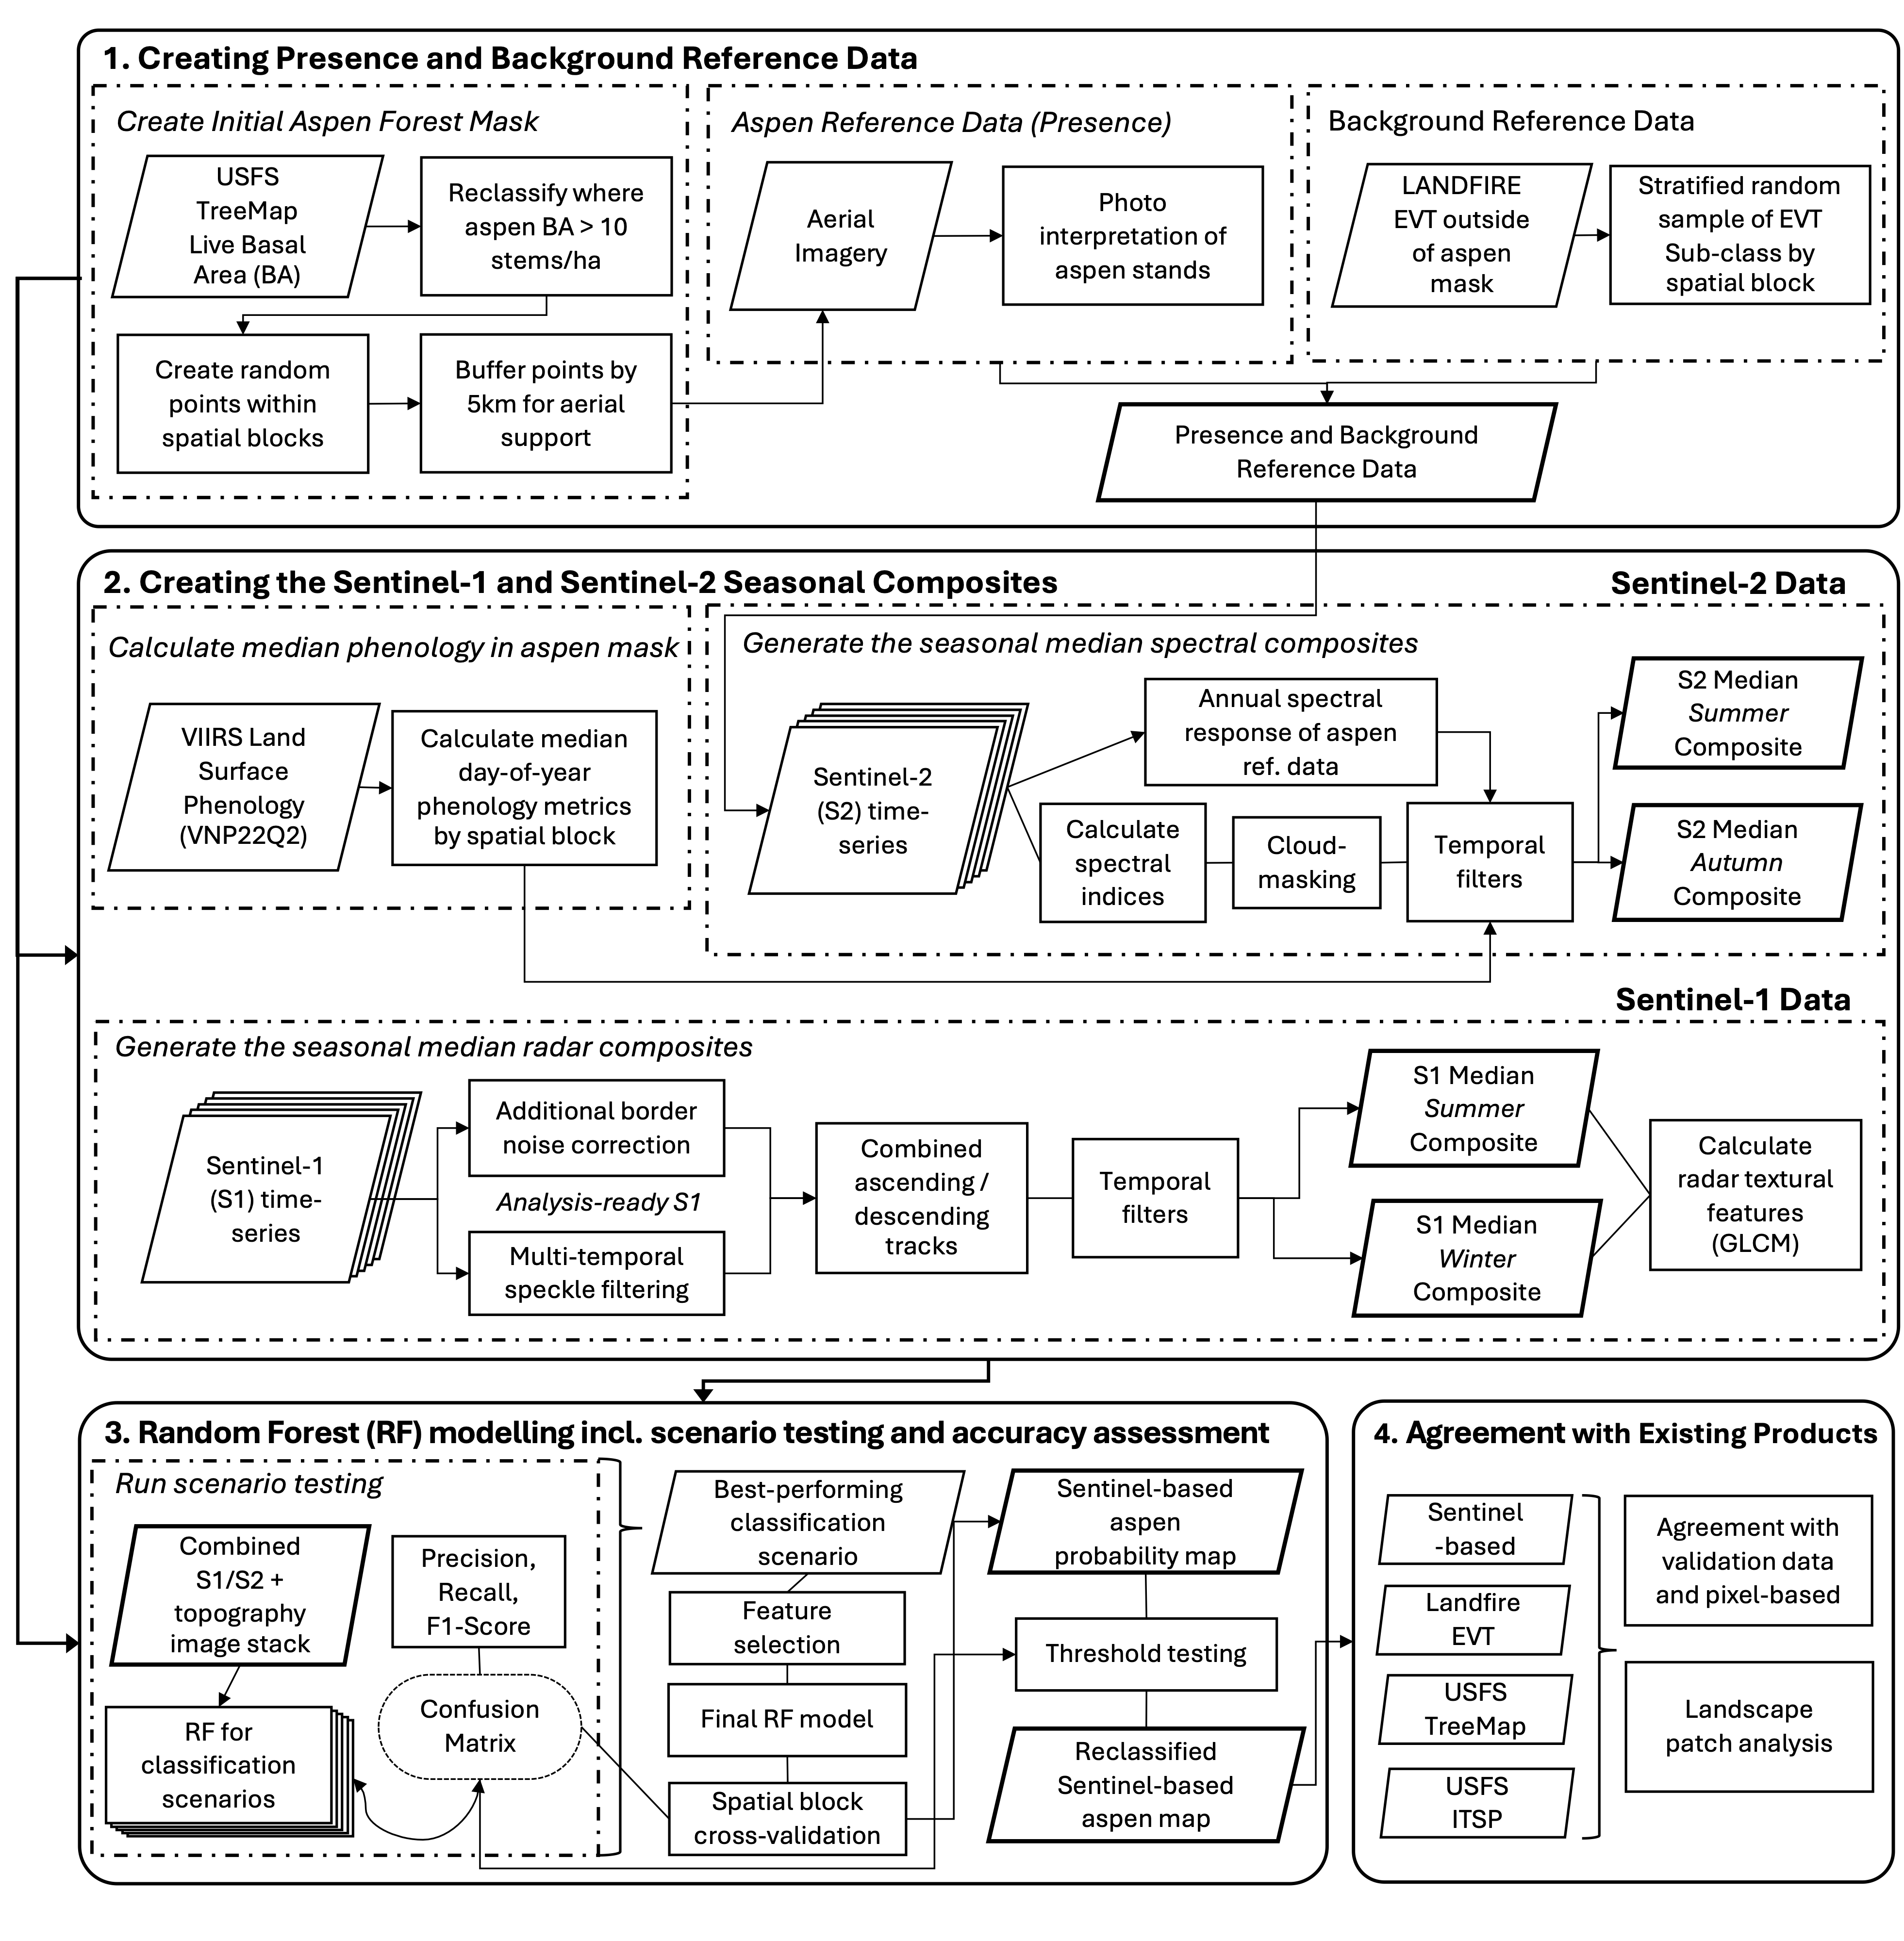 1. Creating Presence and Background Reference Data
Create Initial Aspen Forest Mask
USFS
TreeMap
Live Basal
Area (BA)
Reclassify where
aspen BA > 10
stems/ha
Create random
points within
spatial blocks
Buffer points by
5km for aerial
support
Aspen Reference Data (Presence)
Aerial
Imagery
Photo
interpretation of
aspen stands
Background Reference Data
LANDFIRE
EVT outside
of aspen
mask
Stratified random
sample of EVT
Sub-class by
spatial block
Presence and Background
Reference Data
2. Creating the Sentinel-1 and Sentinel-2 Seasonal Composites
Sentinel-2 Data
Calculate median phenology in aspen mask
VIIRS Land
Surface
Phenology
(VNP22Q2)
Calculate median
day-of-year
phenology metrics
by spatial block
Generate the seasonal median spectral composites
Sentinel-2
(S2) time-
series
Annual spectral
response of aspen
ref. data
Calculate
spectral
indices
Cloud-
masking
Temporal
filters
S2 Median
Summer
Composite
S2 Median
Autumn
Composite
Sentinel-1 Data
Generate the seasonal median radar composites
Sentinel-1
(S1) time-
series
Additional border
noise correction
Analysis-ready S1
Multi-temporal
speckle filtering
Combined
ascending /
descending
tracks
Temporal
filters
S1 Median
Summer
Composite
S1 Median
Winter
Composite
Calculate
radar textural
features
(GLCM)
3. Random Forest (RF) modelling incl. scenario testing and accuracy assessment
Run scenario testing
Combined
S1/S2 +
topography
image stack
Precision,
Recall,
F1-Score
RF for
classification
scenarios
Confusion
Matrix
Best-performing
classification
scenario
Feature
selection
Final RF model
Spatial block
cross-validation
Sentinel-based
aspen
probability map
Threshold testing
Reclassified
Sentinel-based
aspen map
4. Agreement with Existing Products
Sentinel
-based
Landfire
EVT
USFS
TreeMap
USFS
ITSP
Agreement with
validation data
and pixel-based
Landscape
patch analysis